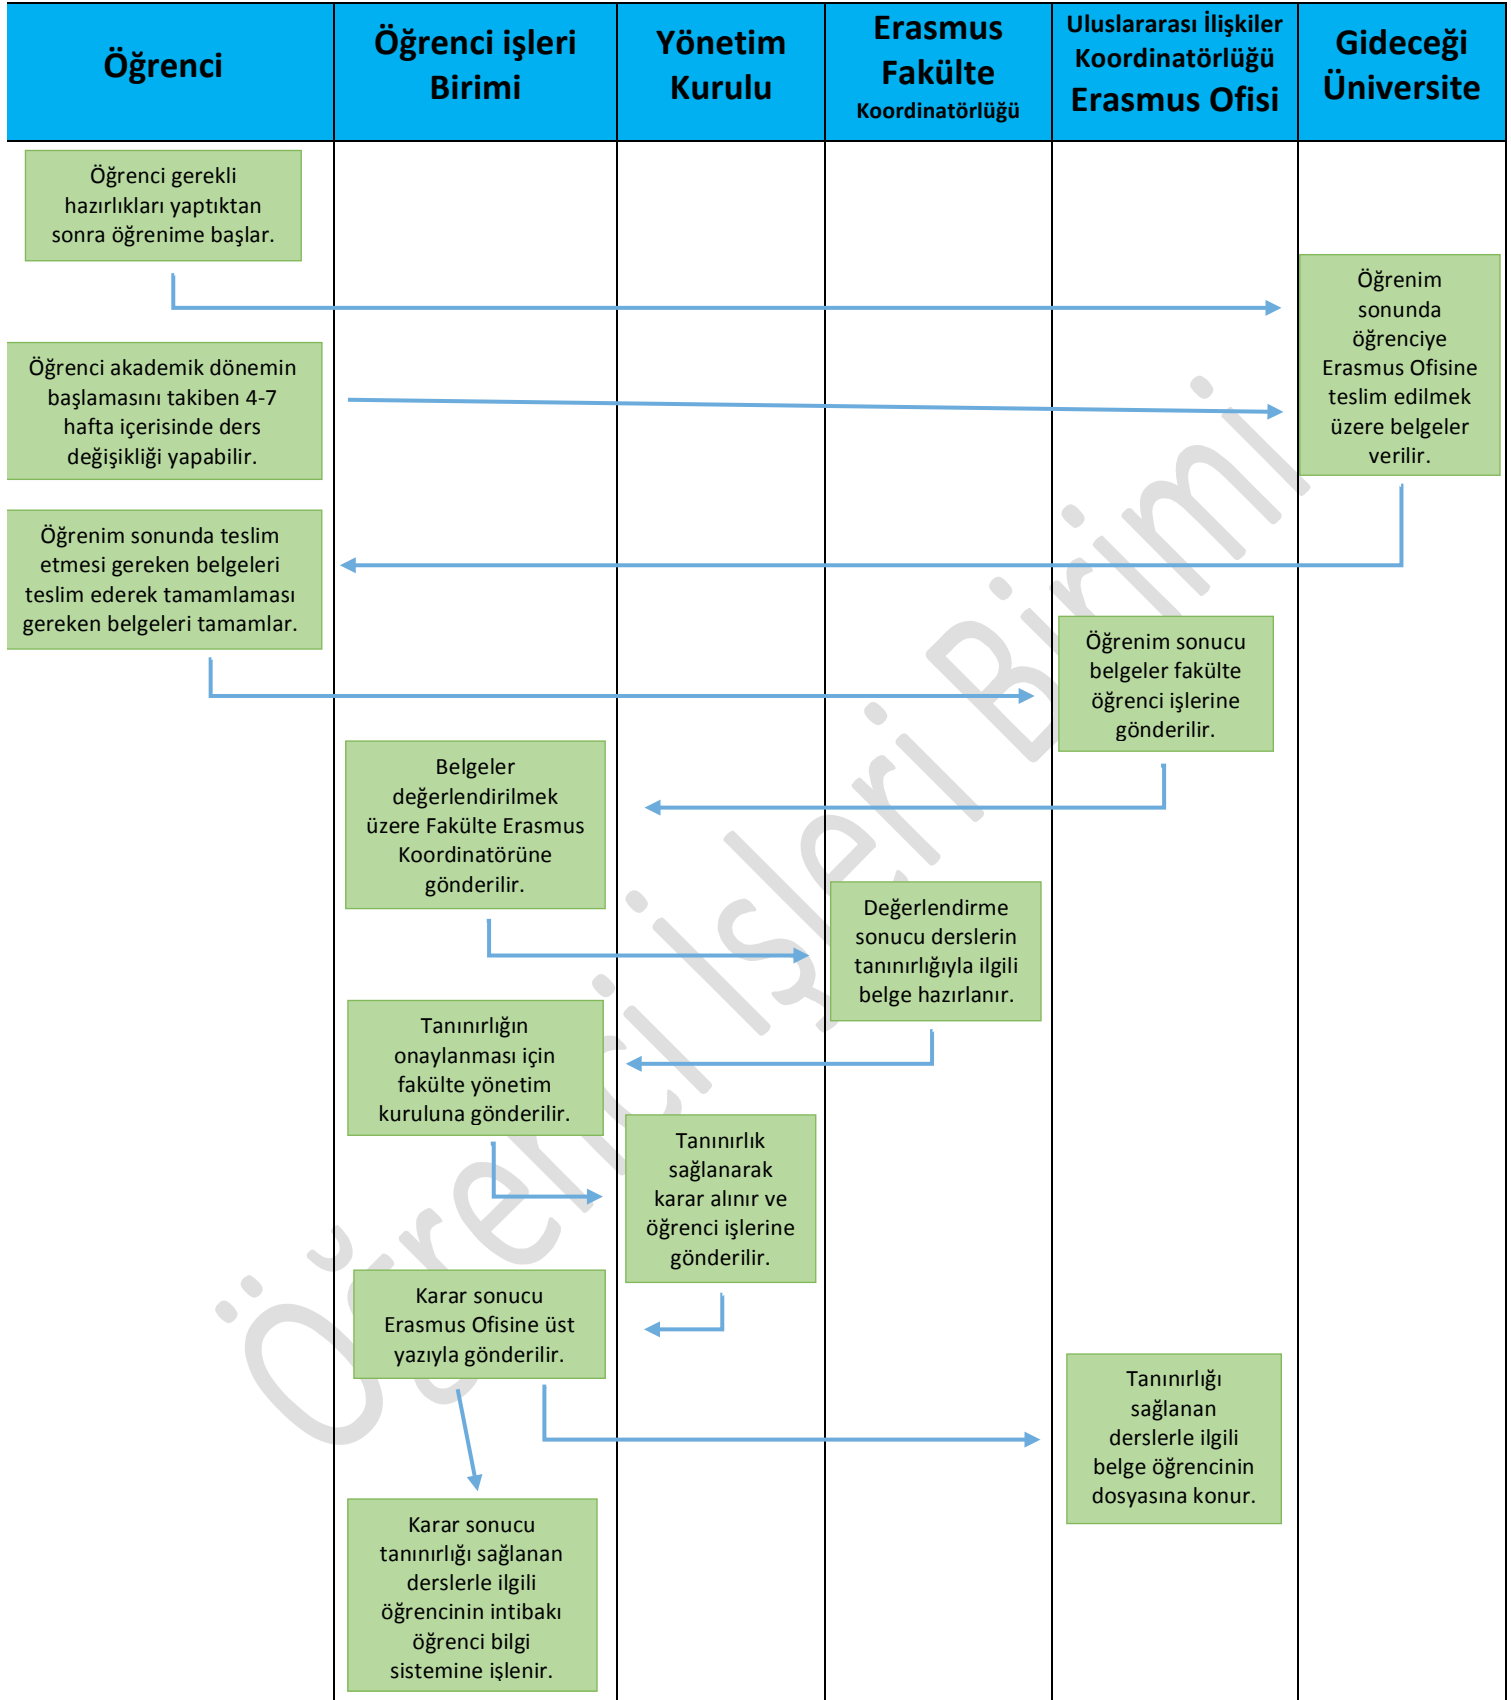 Öğrenci
Öğrenci işleri
Birimi
Yönetim
Kurulu
Erasmus
Fakülte
Koordinatörlüğü
Uluslararası İlişkiler
Koordinatörlüğü
Erasmus Ofisi
Gideceği
Üniversite
Öğrenci gerekli
hazırlıkları yaptıktan
sonra öğrenime başlar.
Öğrenim
sonunda
öğrenciye
Erasmus Ofisine
teslim edilmek
üzere belgeler
verilir.
Öğrenci akademik dönemin
başlamasını takiben 4-7
hafta içerisinde ders
değişikliği yapabilir.
Öğrenim sonunda teslim
etmesi gereken belgeleri
teslim ederek tamamlaması
gereken belgeleri tamamlar.
Öğrenim sonucu
belgeler fakülte
öğrenci işlerine
gönderilir.
Belgeler
değerlendirilmek
üzere Fakülte Erasmus
Koordinatörüne
gönderilir.
Değerlendirme
sonucu derslerin
tanınırlığıyla ilgili
belge hazırlanır.
Tanınırlığın
onaylanması için
fakülte yönetim
kuruluna gönderilir.
Tanınırlık
sağlanarak
karar alınır ve
öğrenci işlerine
gönderilir.
Karar sonucu
Erasmus Ofisine üst
yazıyla gönderilir.
Tanınırlığı
sağlanan
derslerle ilgili
belge öğrencinin
dosyasına konur.
Karar sonucu
tanınırlığı sağlanan
derslerle ilgili
öğrencinin intibakı
öğrenci bilgi
sistemine işlenir.
Öğrenci İşleri Birimi